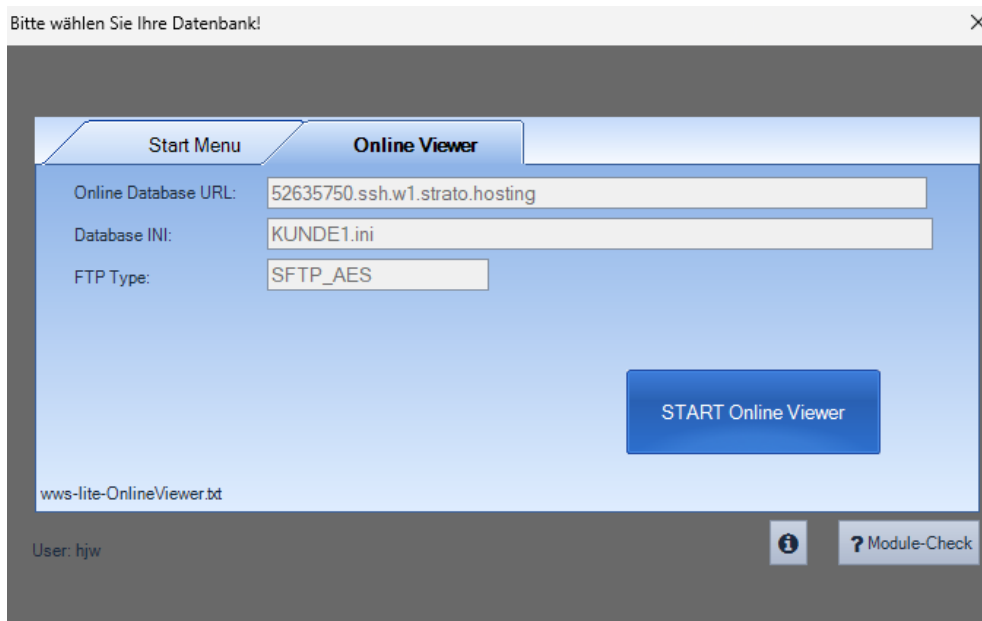 Bitte wählen Sie Ihre Datenbank!
Start Menu
Online Viewer
Online Database URL: 52635750.ssh.w1.strato.hosting
Database INI: KUNDE1.ini
FTP Type: SFTP_AES
START Online Viewer
wws-lite-OnlineViewer.txt
User: hjw
? Module-Check